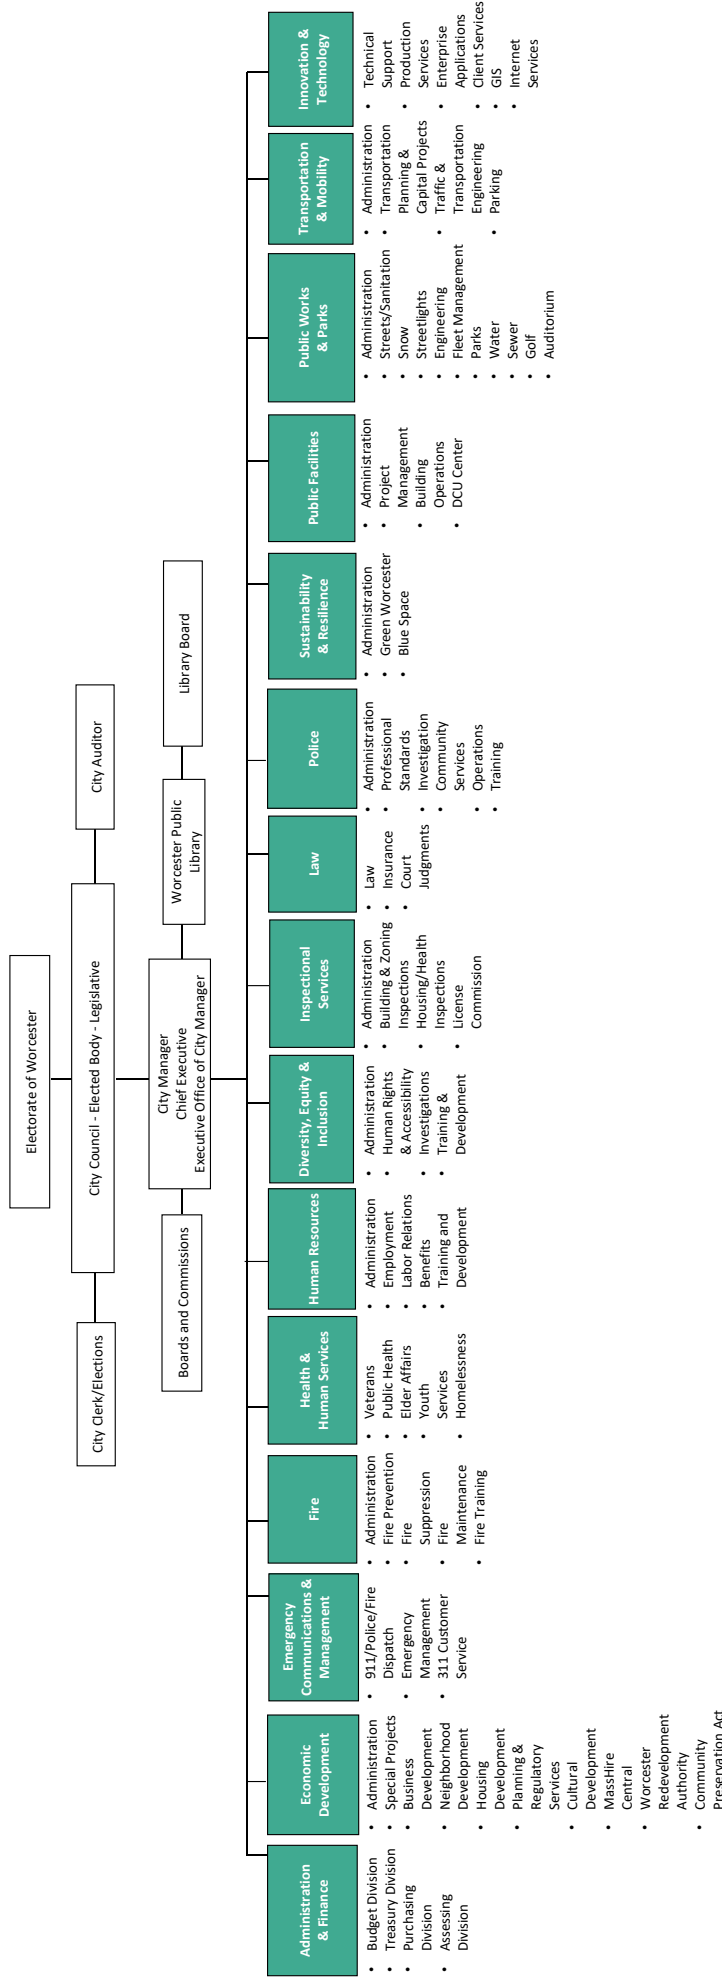 Electorate of Worcester
City Clerk/Elections
City Council - Elected Body - Legislative
City Auditor
Boards and Commissions
City Manager
Chief Executive
Executive Office of City Manager
Worcester Public
Library
Library Board
Administration
& Finance
• Budget Division
• Treasury Division
• Purchasing
Division
• Assessing
Division
Economic
Development
• Administration
• Special Projects
• Business
Development
• Neighborhood
Development
• Housing
Development
• Planning &
Regulatory
Services
• Cultural
Development
• MassHire
Central
• Worcester
Redevelopment
Authority
• Community
Preservation Act
Emergency
Communications &
Management
• 911/Police/Fire
Dispatch
• Emergency
Management
• 311 Customer
Service
Fire
• Administration
• Fire Prevention
• Fire
Suppression
• Fire
Maintenance
• Fire Training
Health &
Human Services
• Veterans
• Public Health
• Elder Affairs
• Youth
Services
• Homelessness
Human Resources
• Administration
• Employment
• Labor Relations
• Benefits
• Training and
Development
Diversity, Equity &
Inclusion
• Administration
• Human Rights
& Accessibility
• Investigations
• Training &
Development
Inspectional
Services
• Administration
• Building & Zoning
Inspections
• Housing/Health
Inspections
• License
Commission
Law
• Law
• Insurance
• Court
Judgments
Police
• Administration
• Professional
Standards
• Investigation
• Community
Services
• Operations
• Training
Sustainability
& Resilience
• Administration
• Green Worcester
• Blue Space
Public Facilities
• Administration
• Project
Management
• Building
Operations
• DCU Center
Public Works
& Parks
• Administration
• Streets/Sanitation
• Snow
• Streetlights
• Engineering
• Fleet Management
• Parks
• Water
• Sewer
• Golf
• Auditorium
Transportation
& Mobility
• Administration
• Transportation
Planning &
Capital Projects
• Traffic &
Transportation
Engineering
• Parking
Innovation &
Technology
• Technical
Support
• Production
Services
• Enterprise
Applications
• Client Services
• GIS
• Internet
Services